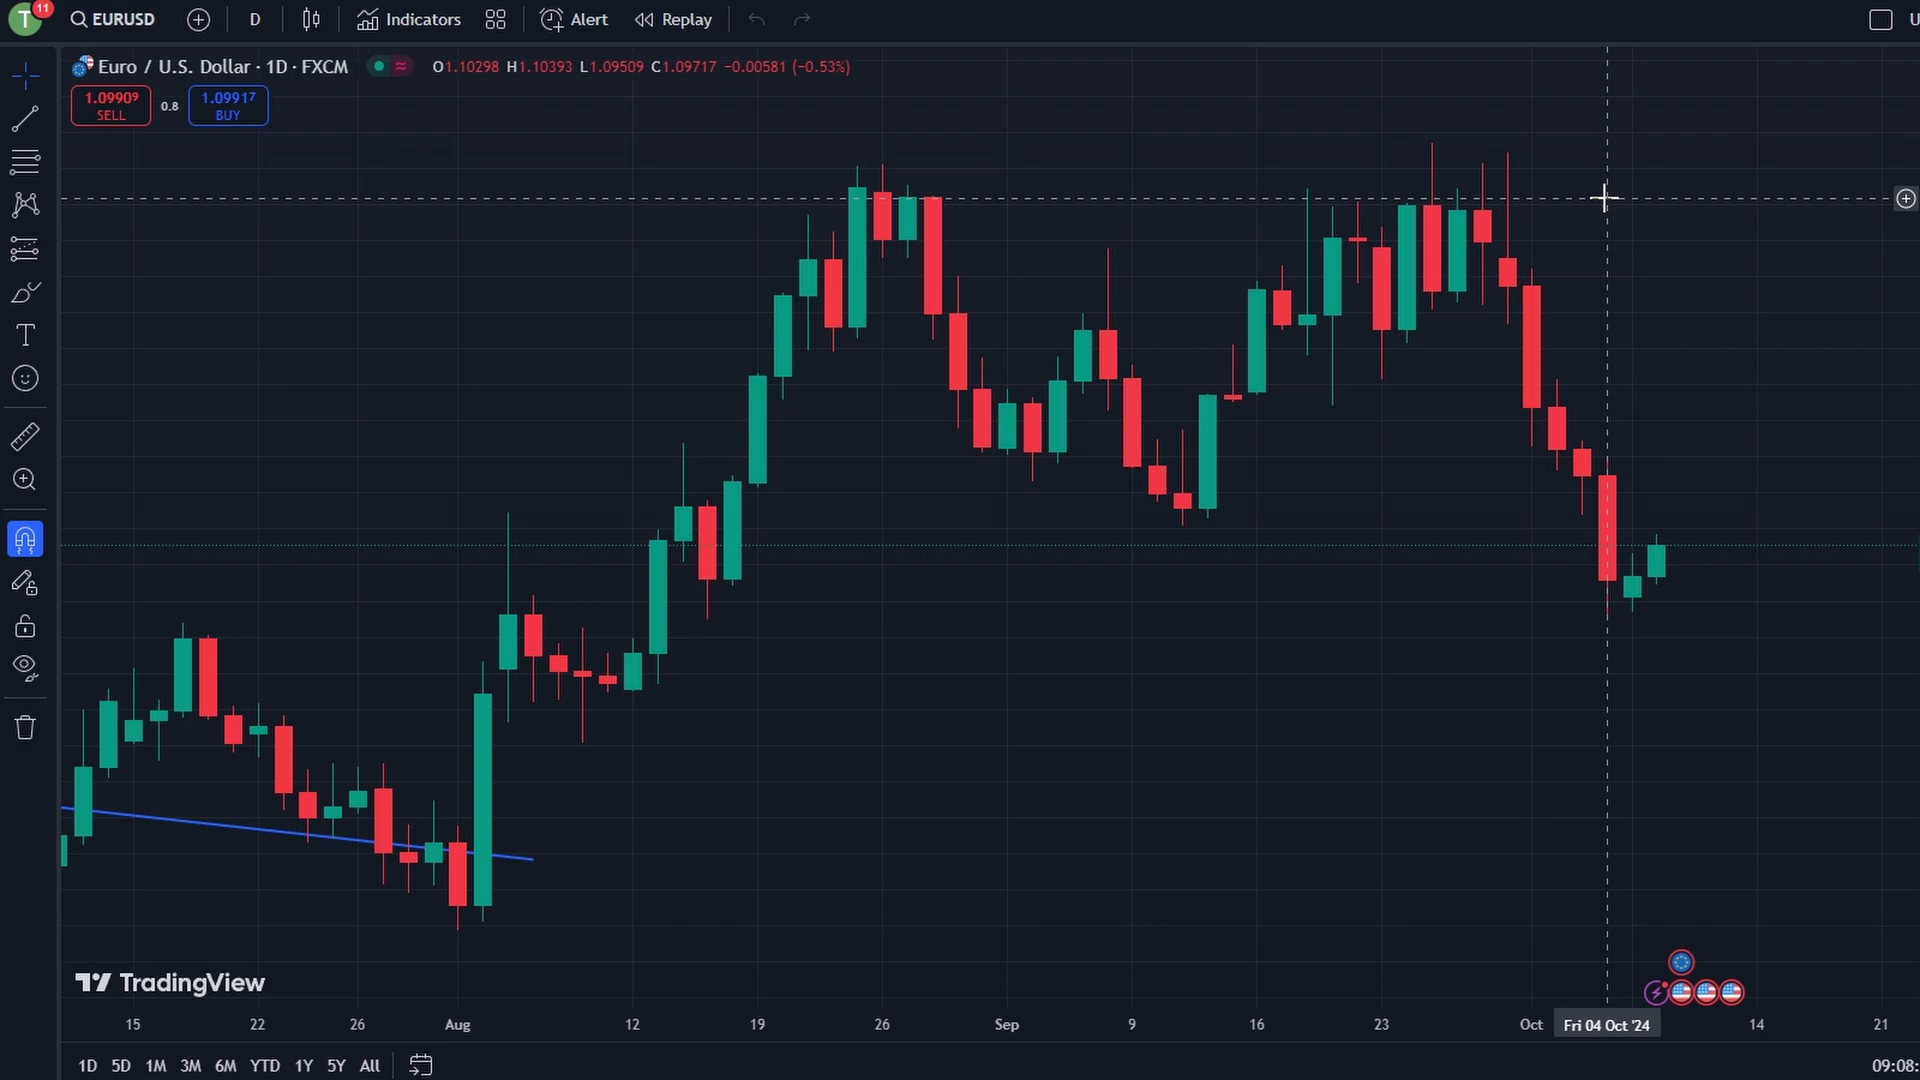 T 11 EURUSD D Indicators Alert Replay U
Euro / U.S. Dollar · 1D · FXCM O1.10298 H1.10393 L1.09509 C1.09717 −0.00581 (−0.53%)
1.09909 0.8 1.09917
SELL BUY
T
TradingView
15 22 26 Aug 12 19 26 Sep 9 16 23 Oct Fri 04 Oct '24 14 21
1D 5D 1M 3M 6M YTD 1Y 5Y All 09:08: